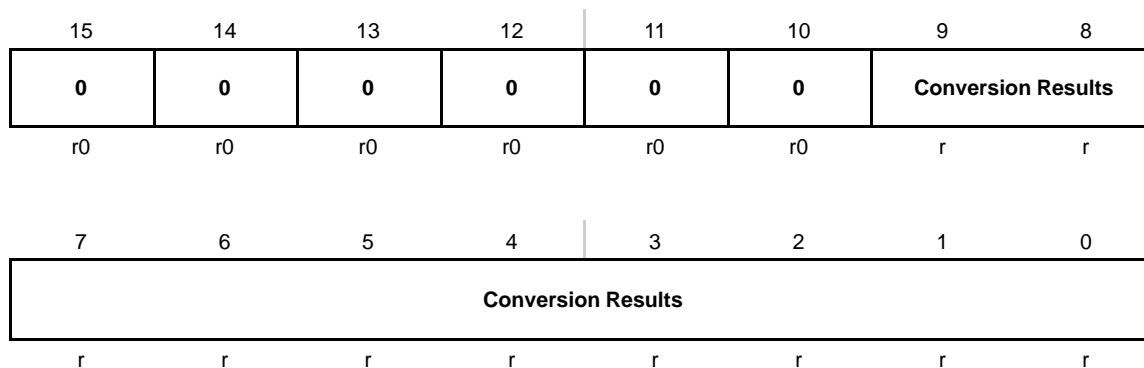 15 14 13 12 11 10 9 8
0 0 0 0 0 0 Conversion Results
r0 r0 r0 r0 r0 r0 r r
7 6 5 4 3 2 1 0
Conversion Results
r r r r r r r r